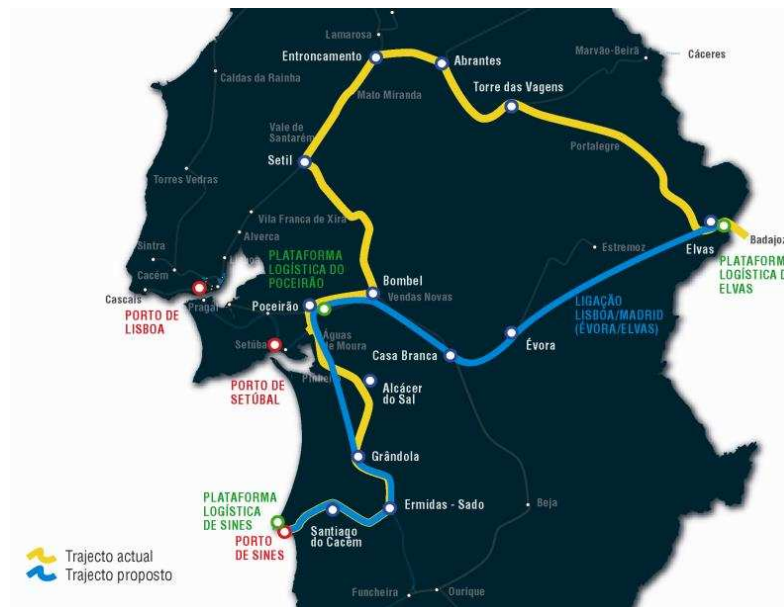 Lamarosa
Entroncamento
Abrantes
Marvão-Beirã
Cáceres
Caldas da Rainha
Mato Miranda
Torre das Vagens
Vale de
Santarém
Setil
Portalegre
Torres Vedras
Vila Franca de Xira
Alverca
Sintra
Cacém
Cascais
PORTO DE
LISBOA
Pragal
PLATAFORMA
LOGÍSTICA DO
POCEIRÃO
Poceirão
Bombel
Vendas Novas
Estremoz
Elvas
Badajoz
PLATAFORMA
LOGÍSTICA D
ELVAS
LIGAÇÃO
LISBOA/MADRID
(ÉVORA/ELVAS)
Setúba
Águas
de Moura
Casa Branca
Évora
PORTO DE
SETÚBAL
Pinheiro
Alcácer
do Sal
Grândola
PLATAFORMA
LOGÍSTICA
DE SINES
PORTO
DE SINES
Santiago
do Cacém
Ermidas - Sado
Beja
Trajecto actual
Trajecto proposto
Funcheira
Ourique